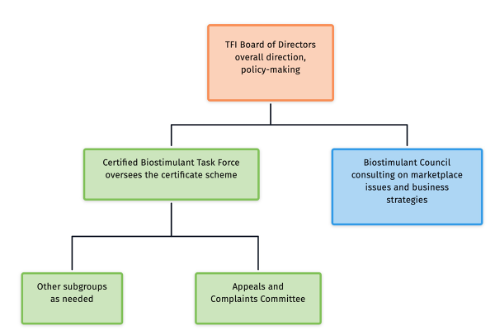 TFI Board of Directors
overall direction,
policy-making
Certified Biostimulant Task Force
oversees the certificate scheme
Biostimulant Council
consulting on marketplace
issues and business
strategies
Other subgroups
as needed
Appeals and
Complaints Committee